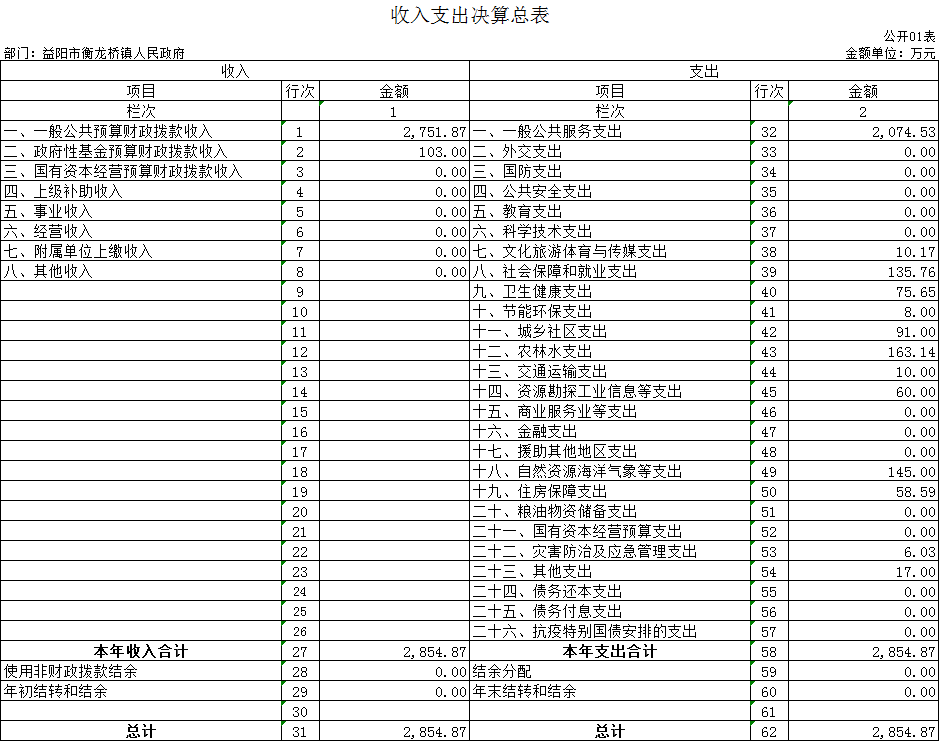 收入支出决算总表
公开01表
部门：益阳市衡龙桥镇人民政府 金额单位：万元
收入 支出
项目 行次 金额 项目 行次 金额
栏次 1 栏次 2
一、一般公共预算财政拨款收入 1 2,751.87 一、一般公共服务支出 32 2,074.53
二、政府性基金预算财政拨款收入 2 103.00 二、外交支出 33 0.00
三、国有资本经营预算财政拨款收入 3 0.00 三、国防支出 34 0.00
四、上级补助收入 4 0.00 四、公共安全支出 35 0.00
五、事业收入 5 0.00 五、教育支出 36 0.00
六、经营收入 6 0.00 六、科学技术支出 37 0.00
七、附属单位上缴收入 7 0.00 七、文化旅游体育与传媒支出 38 10.17
八、其他收入 8 0.00 八、社会保障和就业支出 39 135.76
9 九、卫生健康支出 40 75.65
10 十、节能环保支出 41 8.00
11 十一、城乡社区支出 42 91.00
12 十二、农林水支出 43 163.14
13 十三、交通运输支出 44 10.00
14 十四、资源勘探工业信息等支出 45 60.00
15 十五、商业服务业等支出 46 0.00
16 十六、金融支出 47 0.00
17 十七、援助其他地区支出 48 0.00
18 十八、自然资源海洋气象等支出 49 145.00
19 十九、住房保障支出 50 58.59
20 二十、粮油物资储备支出 51 0.00
21 二十一、国有资本经营预算支出 52 0.00
22 二十二、灾害防治及应急管理支出 53 6.03
23 二十三、其他支出 54 17.00
24 二十四、债务还本支出 55 0.00
25 二十五、债务付息支出 56 0.00
26 二十六、抗疫特别国债安排的支出 57 0.00
本年收入合计 27 2,854.87 本年支出合计 58 2,854.87
使用非财政拨款结余 28 0.00 结余分配 59 0.00
年初结转和结余 29 0.00 年末结转和结余 60 0.00
30 61
总计 31 2,854.87 总计 62 2,854.87